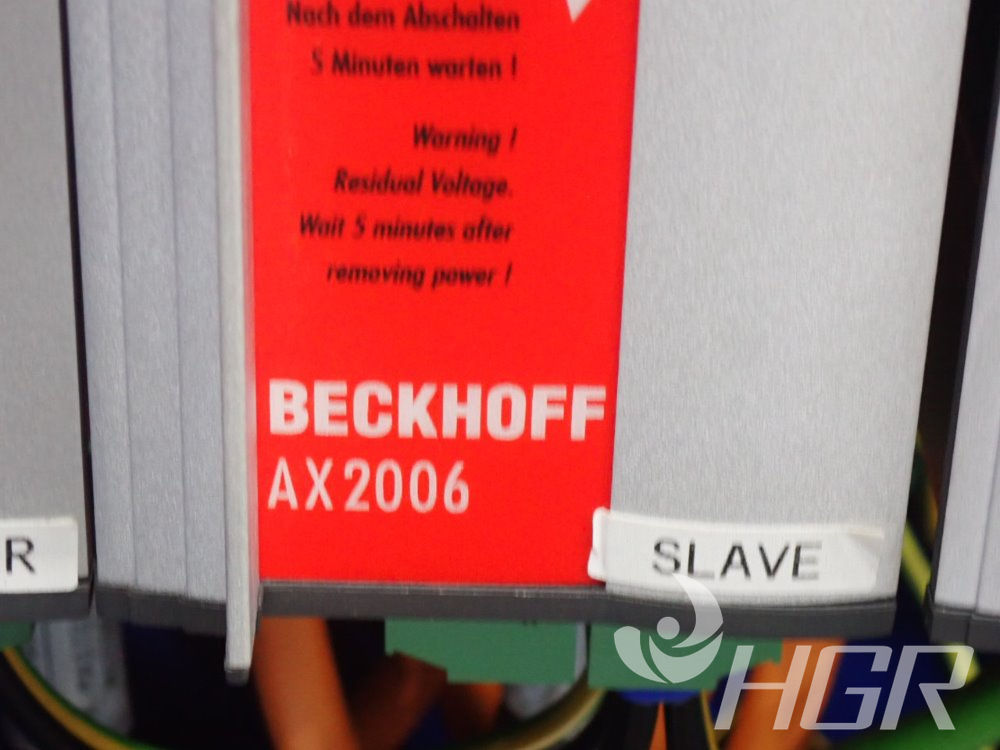 Nach dem Abschalten
5 Minuten warten !
Warning !
Residual Voltage.
Wait 5 minutes after
removing power !
BECKHOFF
AX2006
R
SLAVE
HGR